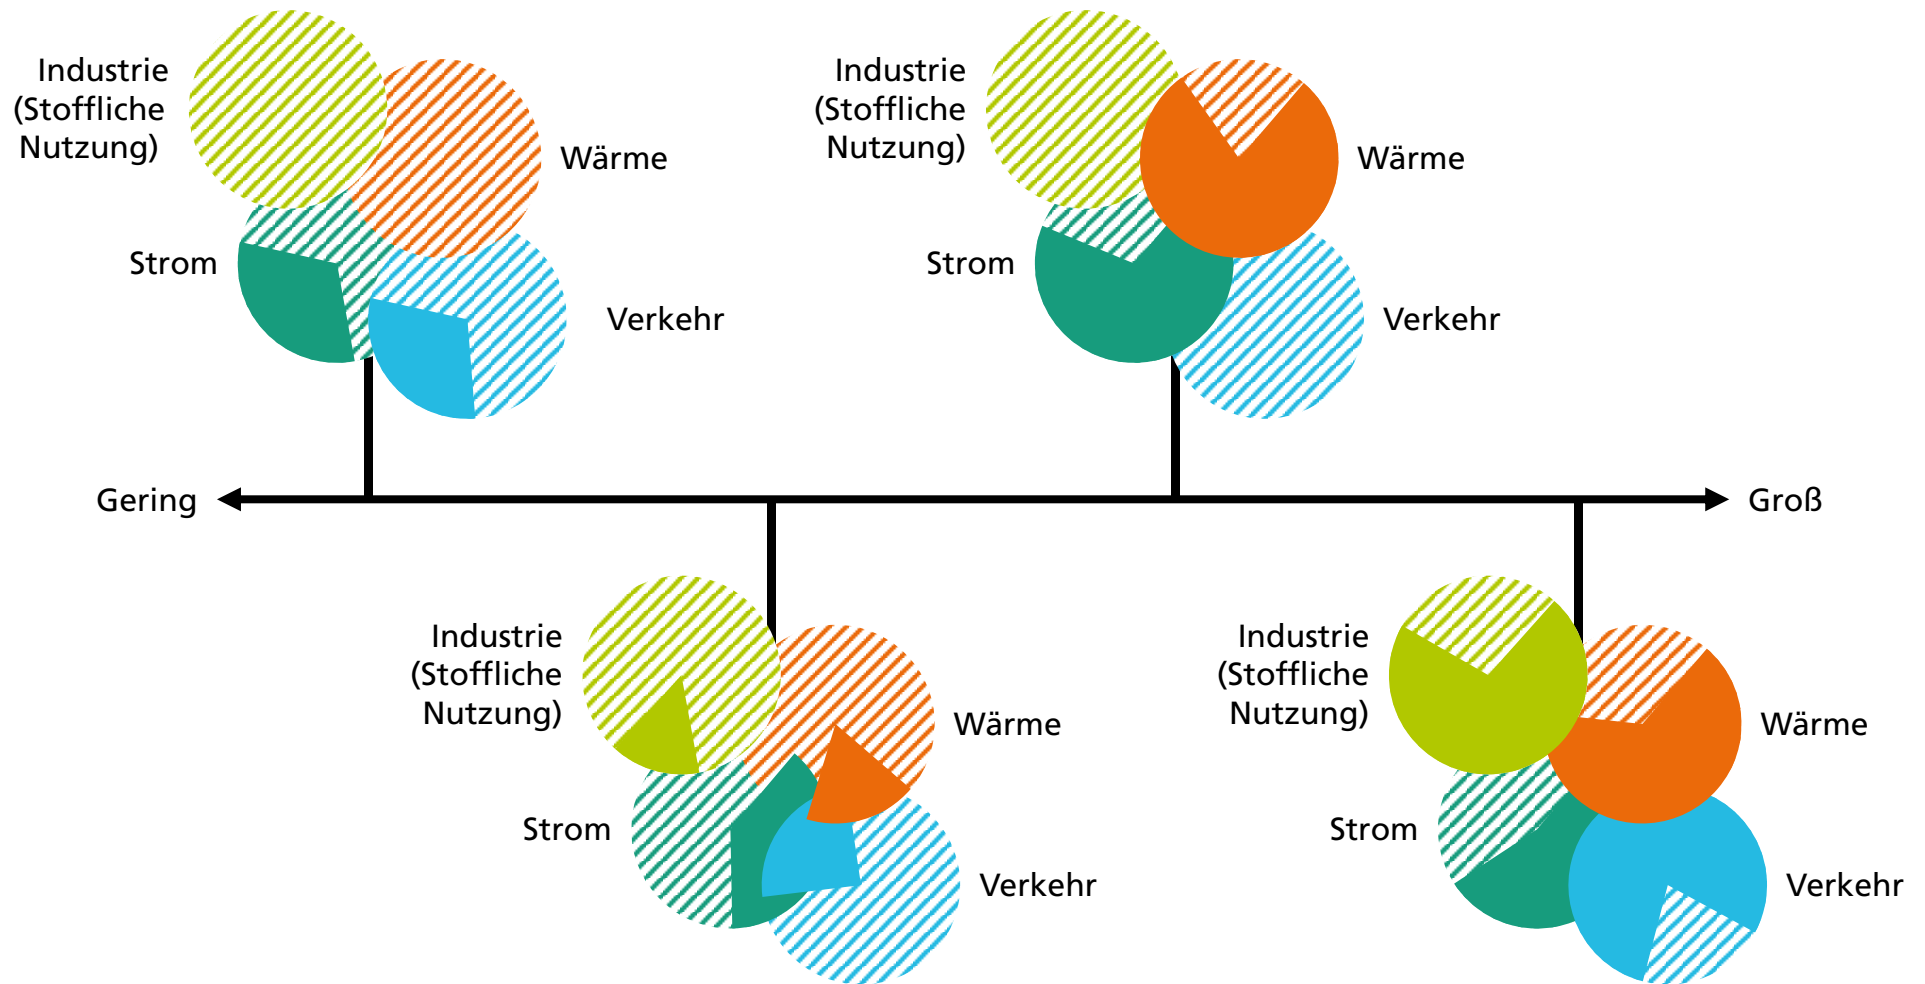 Industrie
(Stoffliche
Nutzung)
Wärme
Strom
Verkehr
Industrie
(Stoffliche
Nutzung)
Wärme
Strom
Verkehr
Gering
Groß
Industrie
(Stoffliche
Nutzung)
Wärme
Strom
Verkehr
Industrie
(Stoffliche
Nutzung)
Wärme
Strom
Verkehr